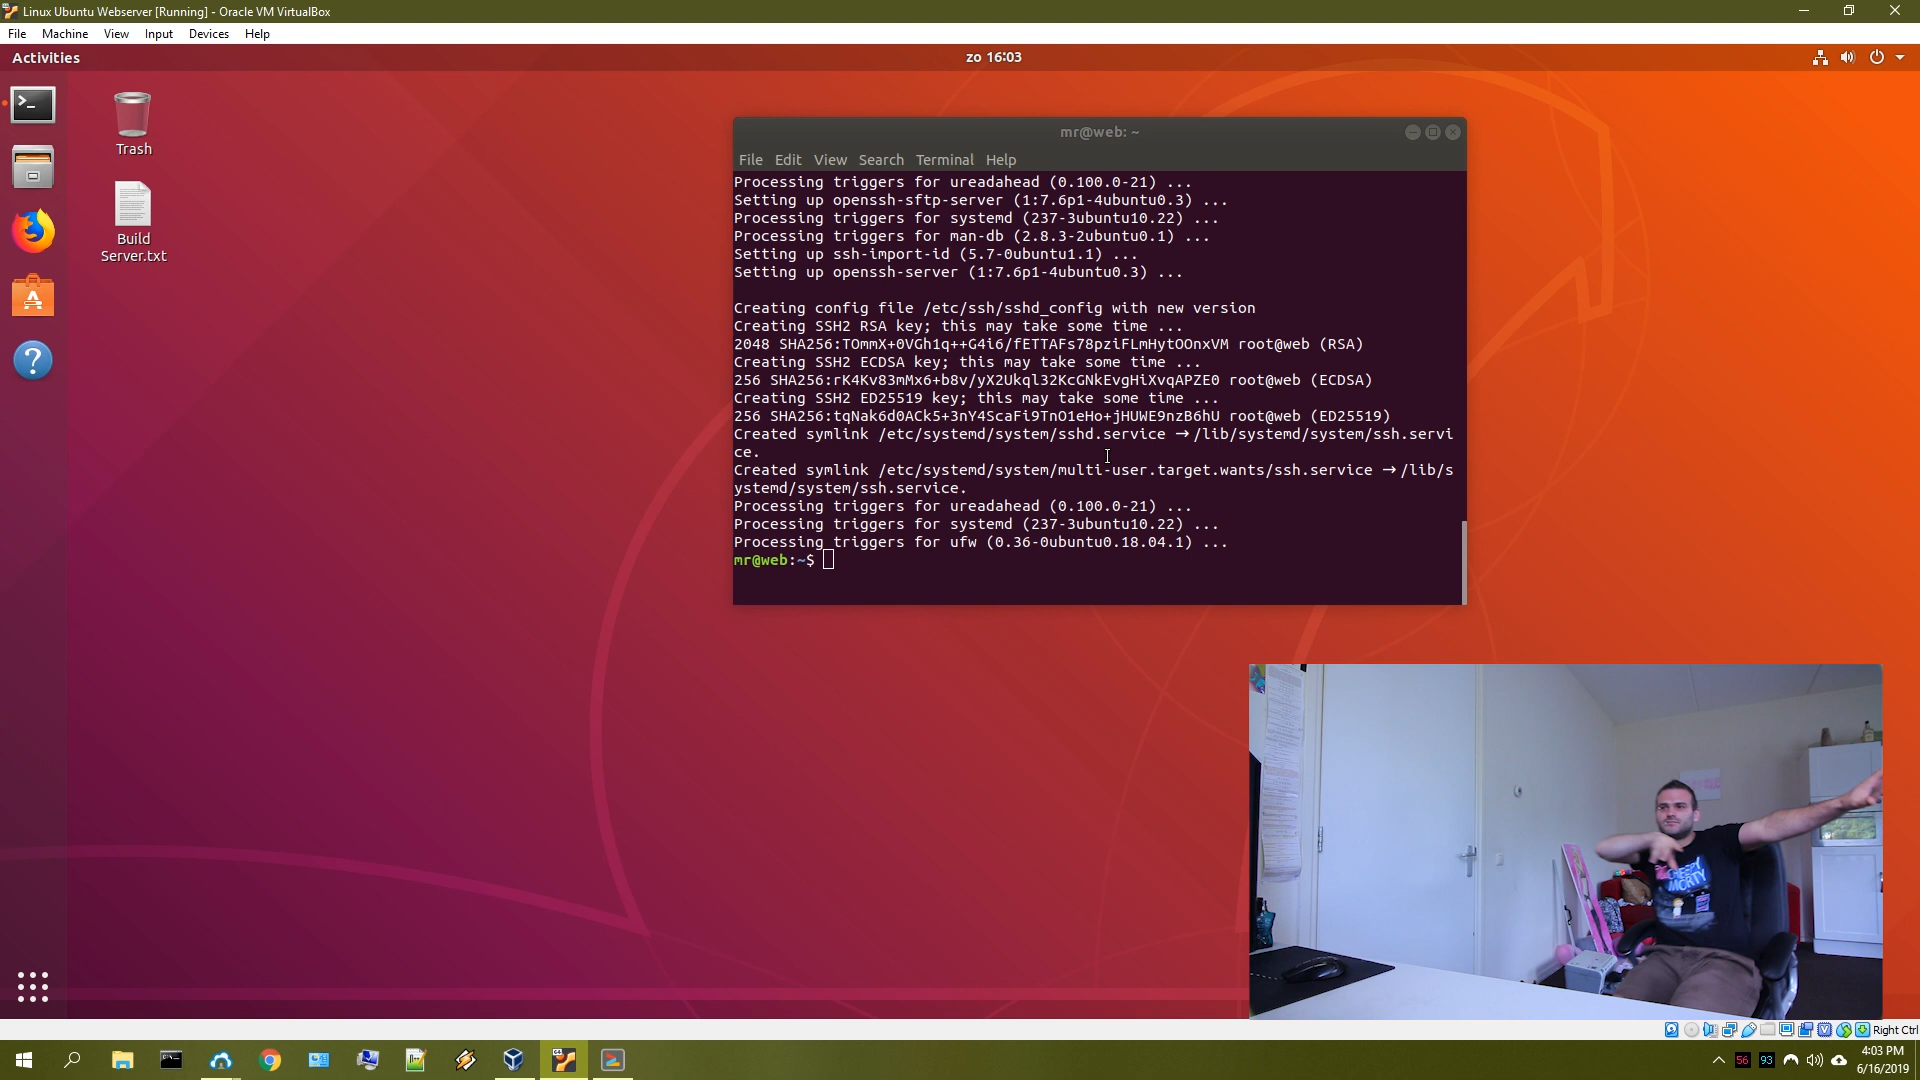 Linux Ubuntu Webserver [Running] - Oracle VM VirtualBox
File Machine View Input Devices Help
Activities
zo 16:03
Trash
Build
Server.txt
mr@web: ~
File Edit View Search Terminal Help
Processing triggers for ureadahead (0.100.0-21) ...
Setting up openssh-sftp-server (1:7.6p1-4ubuntu0.3) ...
Processing triggers for systemd (237-3ubuntu10.22) ...
Processing triggers for man-db (2.8.3-2ubuntu0.1) ...
Setting up ssh-import-id (5.7-0ubuntu1.1) ...
Setting up openssh-server (1:7.6p1-4ubuntu0.3) ...
Creating config file /etc/ssh/sshd_config with new version
Creating SSH2 RSA key; this may take some time ...
2048 SHA256:TOmmX+0VGh1q++G4i6/fETTAFs78pziFLmHytOOnxVM root@web (RSA)
Creating SSH2 ECDSA key; this may take some time ...
256 SHA256:rK4Kv83mMx6+b8v/yX2Ukql32KcGNkEvgHiXvqAPZE0 root@web (ECDSA)
Creating SSH2 ED25519 key; this may take some time ...
256 SHA256:tqNak6d0ACk5+3nY4ScaFi9TnO1eHo+jHUWE9nzB6hU root@web (ED25519)
Created symlink /etc/systemd/system/sshd.service → /lib/systemd/system/ssh.servi
ce.
Created symlink /etc/systemd/system/multi-user.target.wants/ssh.service → /lib/s
ystemd/system/ssh.service.
Processing triggers for ureadahead (0.100.0-21) ...
Processing triggers for systemd (237-3ubuntu10.22) ...
Processing triggers for ufw (0.36-0ubuntu0.18.04.1) ...
mr@web:~$
MORTY
Right Ctrl
56 93
4:03 PM
6/16/2019